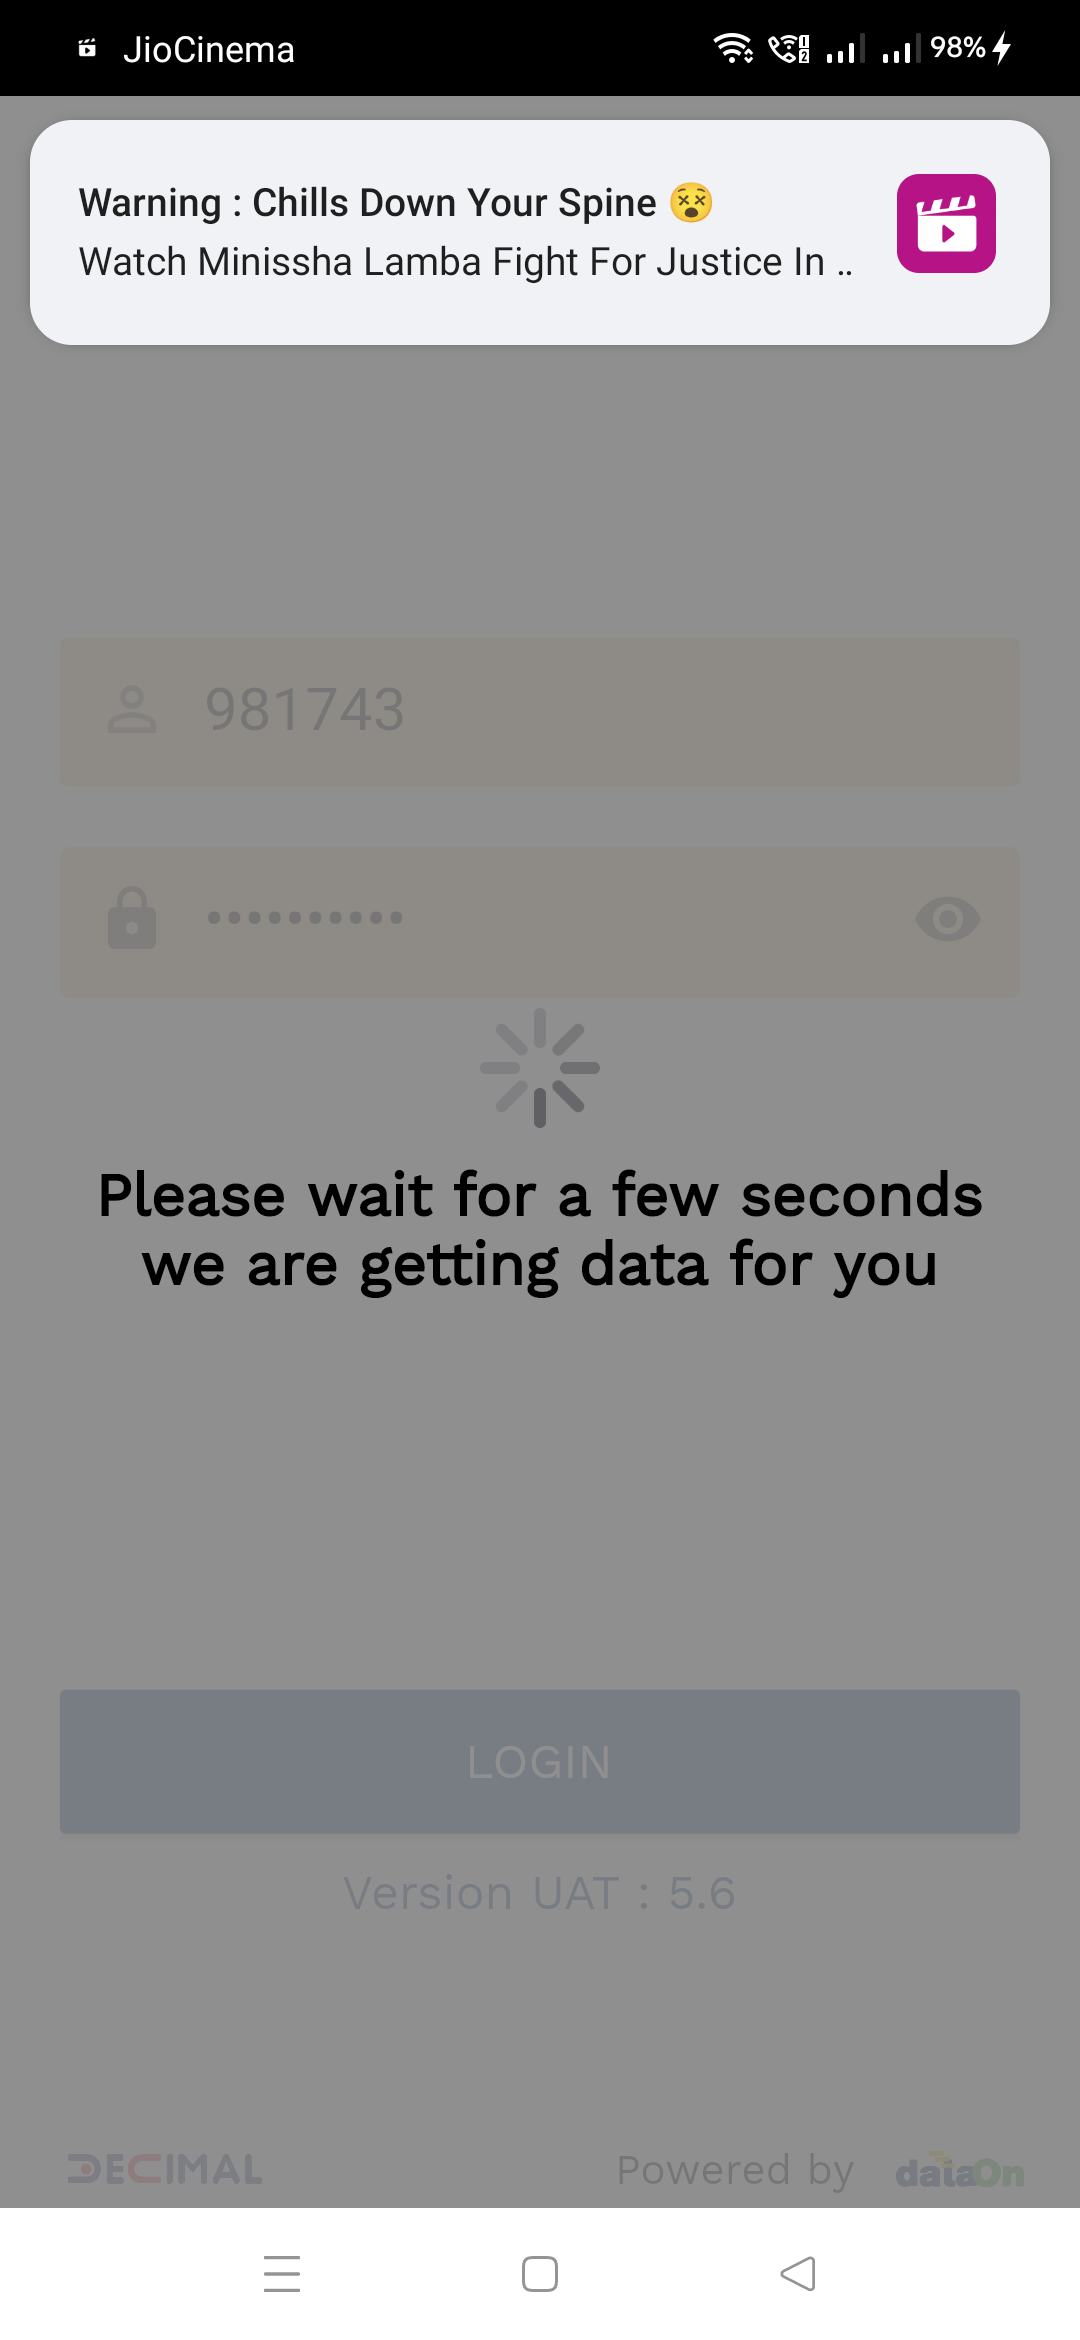 JioCinema
98%
Warning : Chills Down Your Spine 😵
Watch Minissha Lamba Fight For Justice In ..
981743
••••••••••
Please wait for a few seconds
we are getting data for you
LOGIN
Version UAT : 5.6
DECIMAL
Powered by dataOn